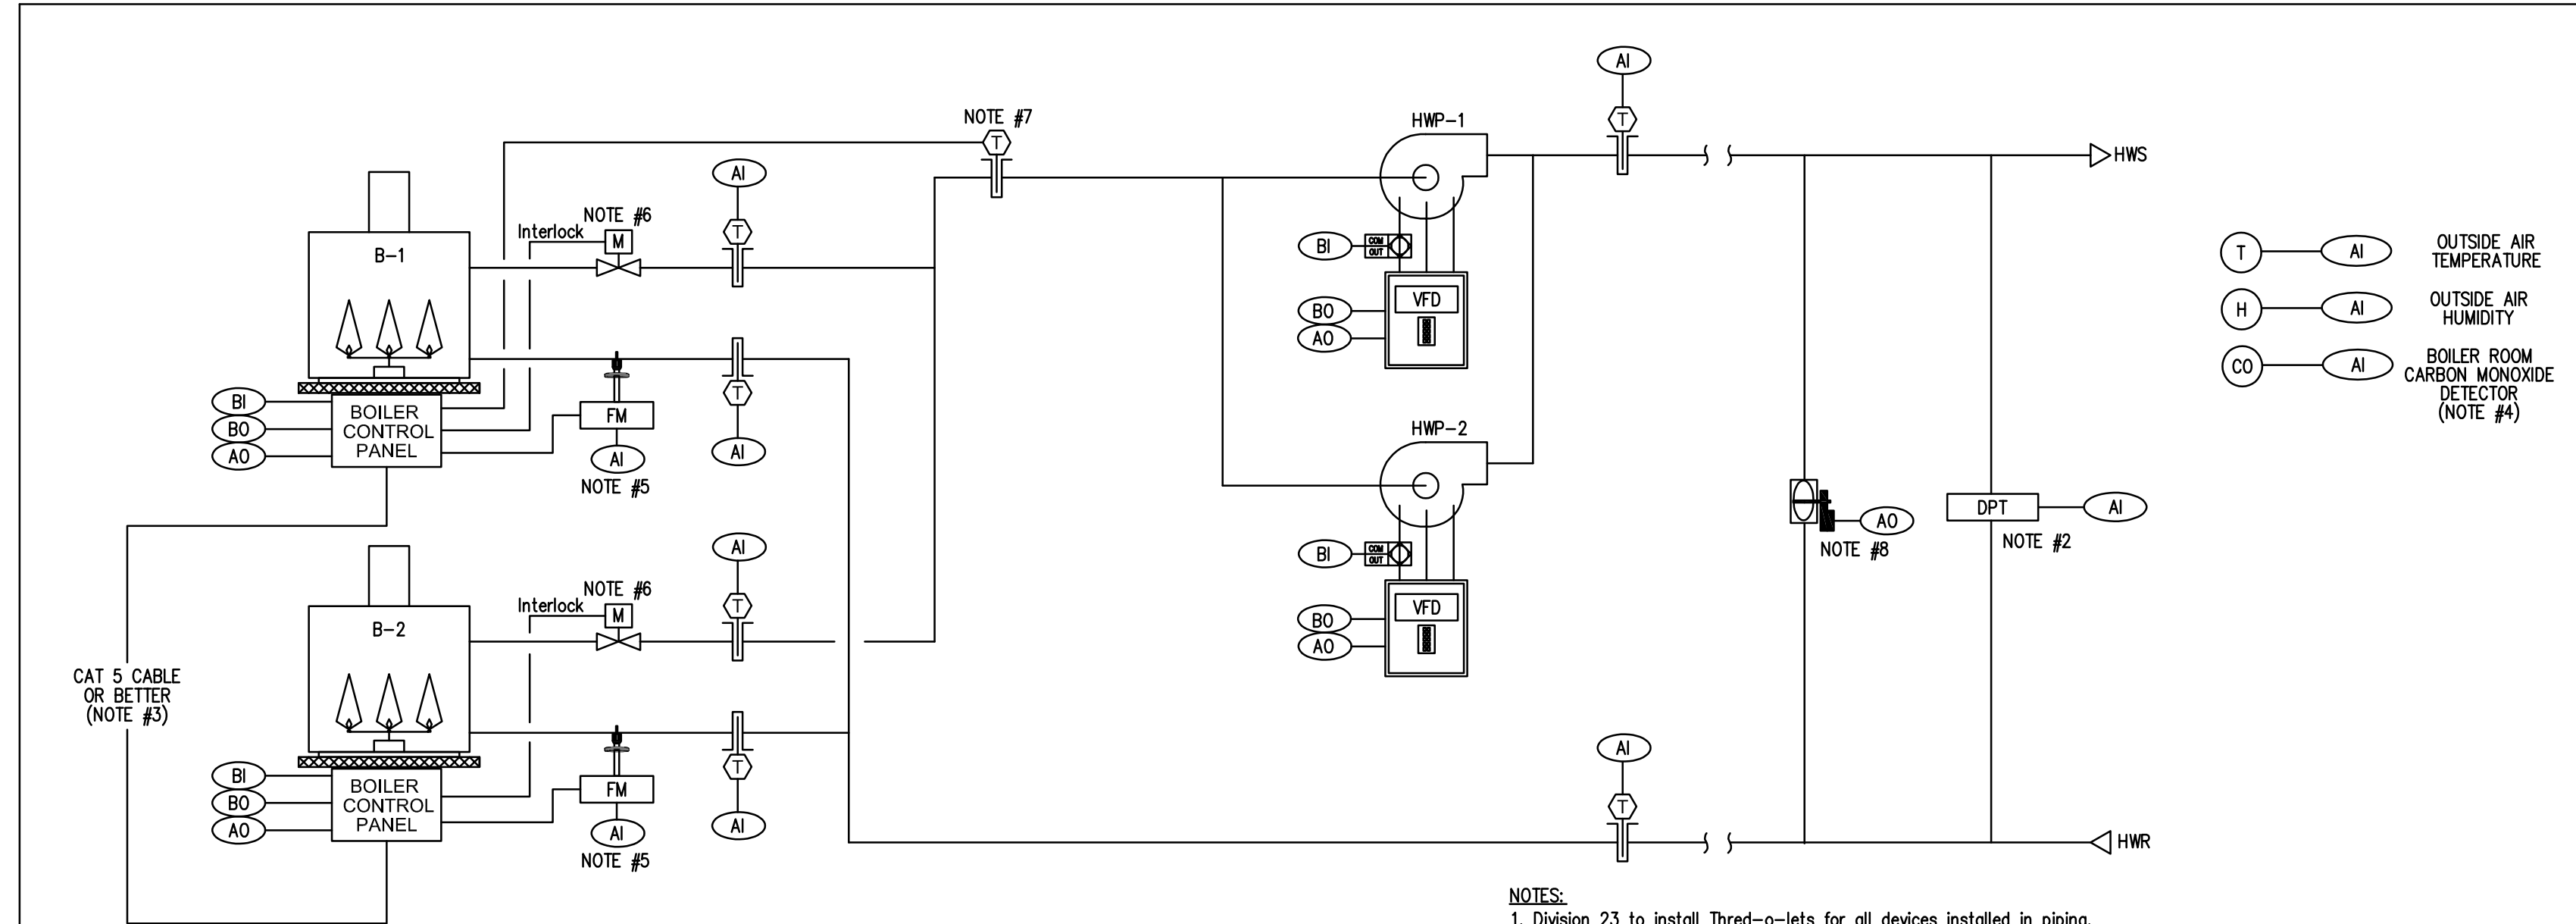 AI
NOTE #7
T
T
HWP-1
HWS
AI
T
NOTE #6
Interlock
M
B-1
BI
COM
OUT
VFD
BO
AO
T
AI
OUTSIDE AIR
TEMPERATURE
H
AI
OUTSIDE AIR
HUMIDITY
CO
AI
BOILER ROOM
CARBON MONOXIDE
DETECTOR
(NOTE #4)
BI
BO
AO
BOILER
CONTROL
PANEL
FM
AI
NOTE #5
T
AI
HWP-2
AO
NOTE #8
DPT
AI
NOTE #2
AI
T
NOTE #6
Interlock
M
B-2
BI
COM
OUT
VFD
BO
AO
CAT 5 CABLE
OR BETTER
(NOTE #3)
BI
BO
AO
BOILER
CONTROL
PANEL
FM
AI
NOTE #5
T
AI
AI
T
HWR
NOTES:
1. Division 23 to install Thred-o-lets for all devices installed in piping.